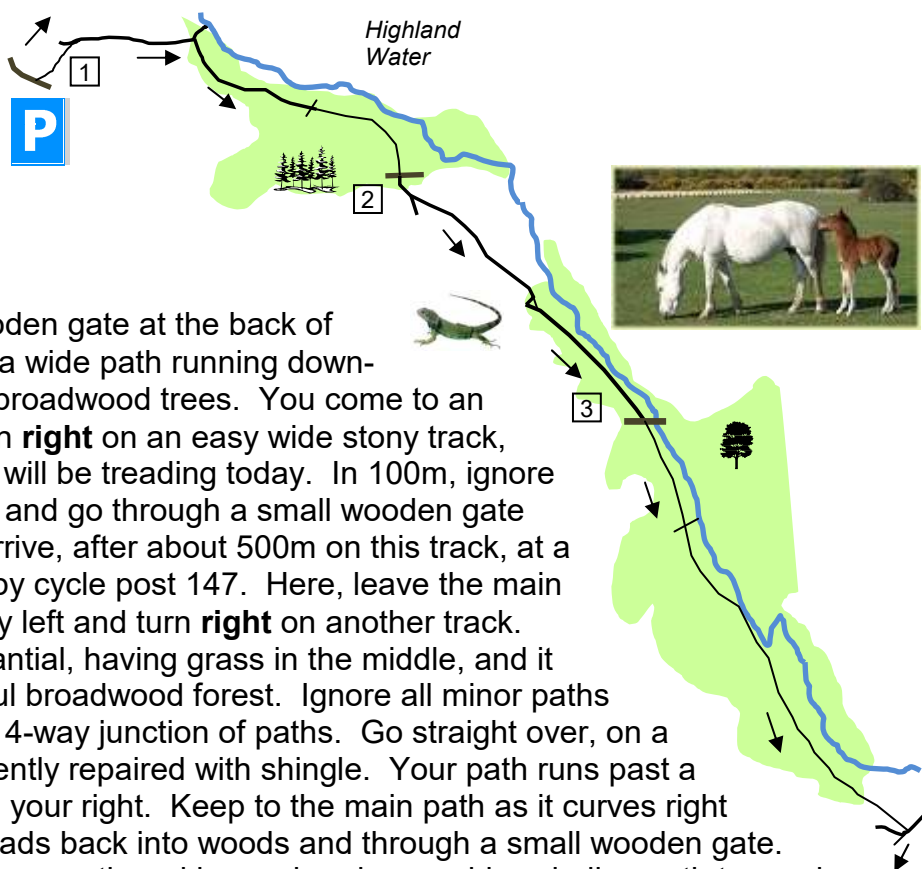 Highland
Water
1
P
2
3
oden gate at the back of
a wide path running down-
broadwood trees. You come to an
n right on an easy wide stony track,
will be treading today. In 100m, ignore
and go through a small wooden gate
rrive, after about 500m on this track, at a
by cycle post 147. Here, leave the main
y left and turn right on another track.
antial, having grass in the middle, and it
ul broadwood forest. Ignore all minor paths
4-way junction of paths. Go straight over, on a
ently repaired with shingle. Your path runs past a
your right. Keep to the main path as it curves right
ads back into woods and through a small wooden gate.